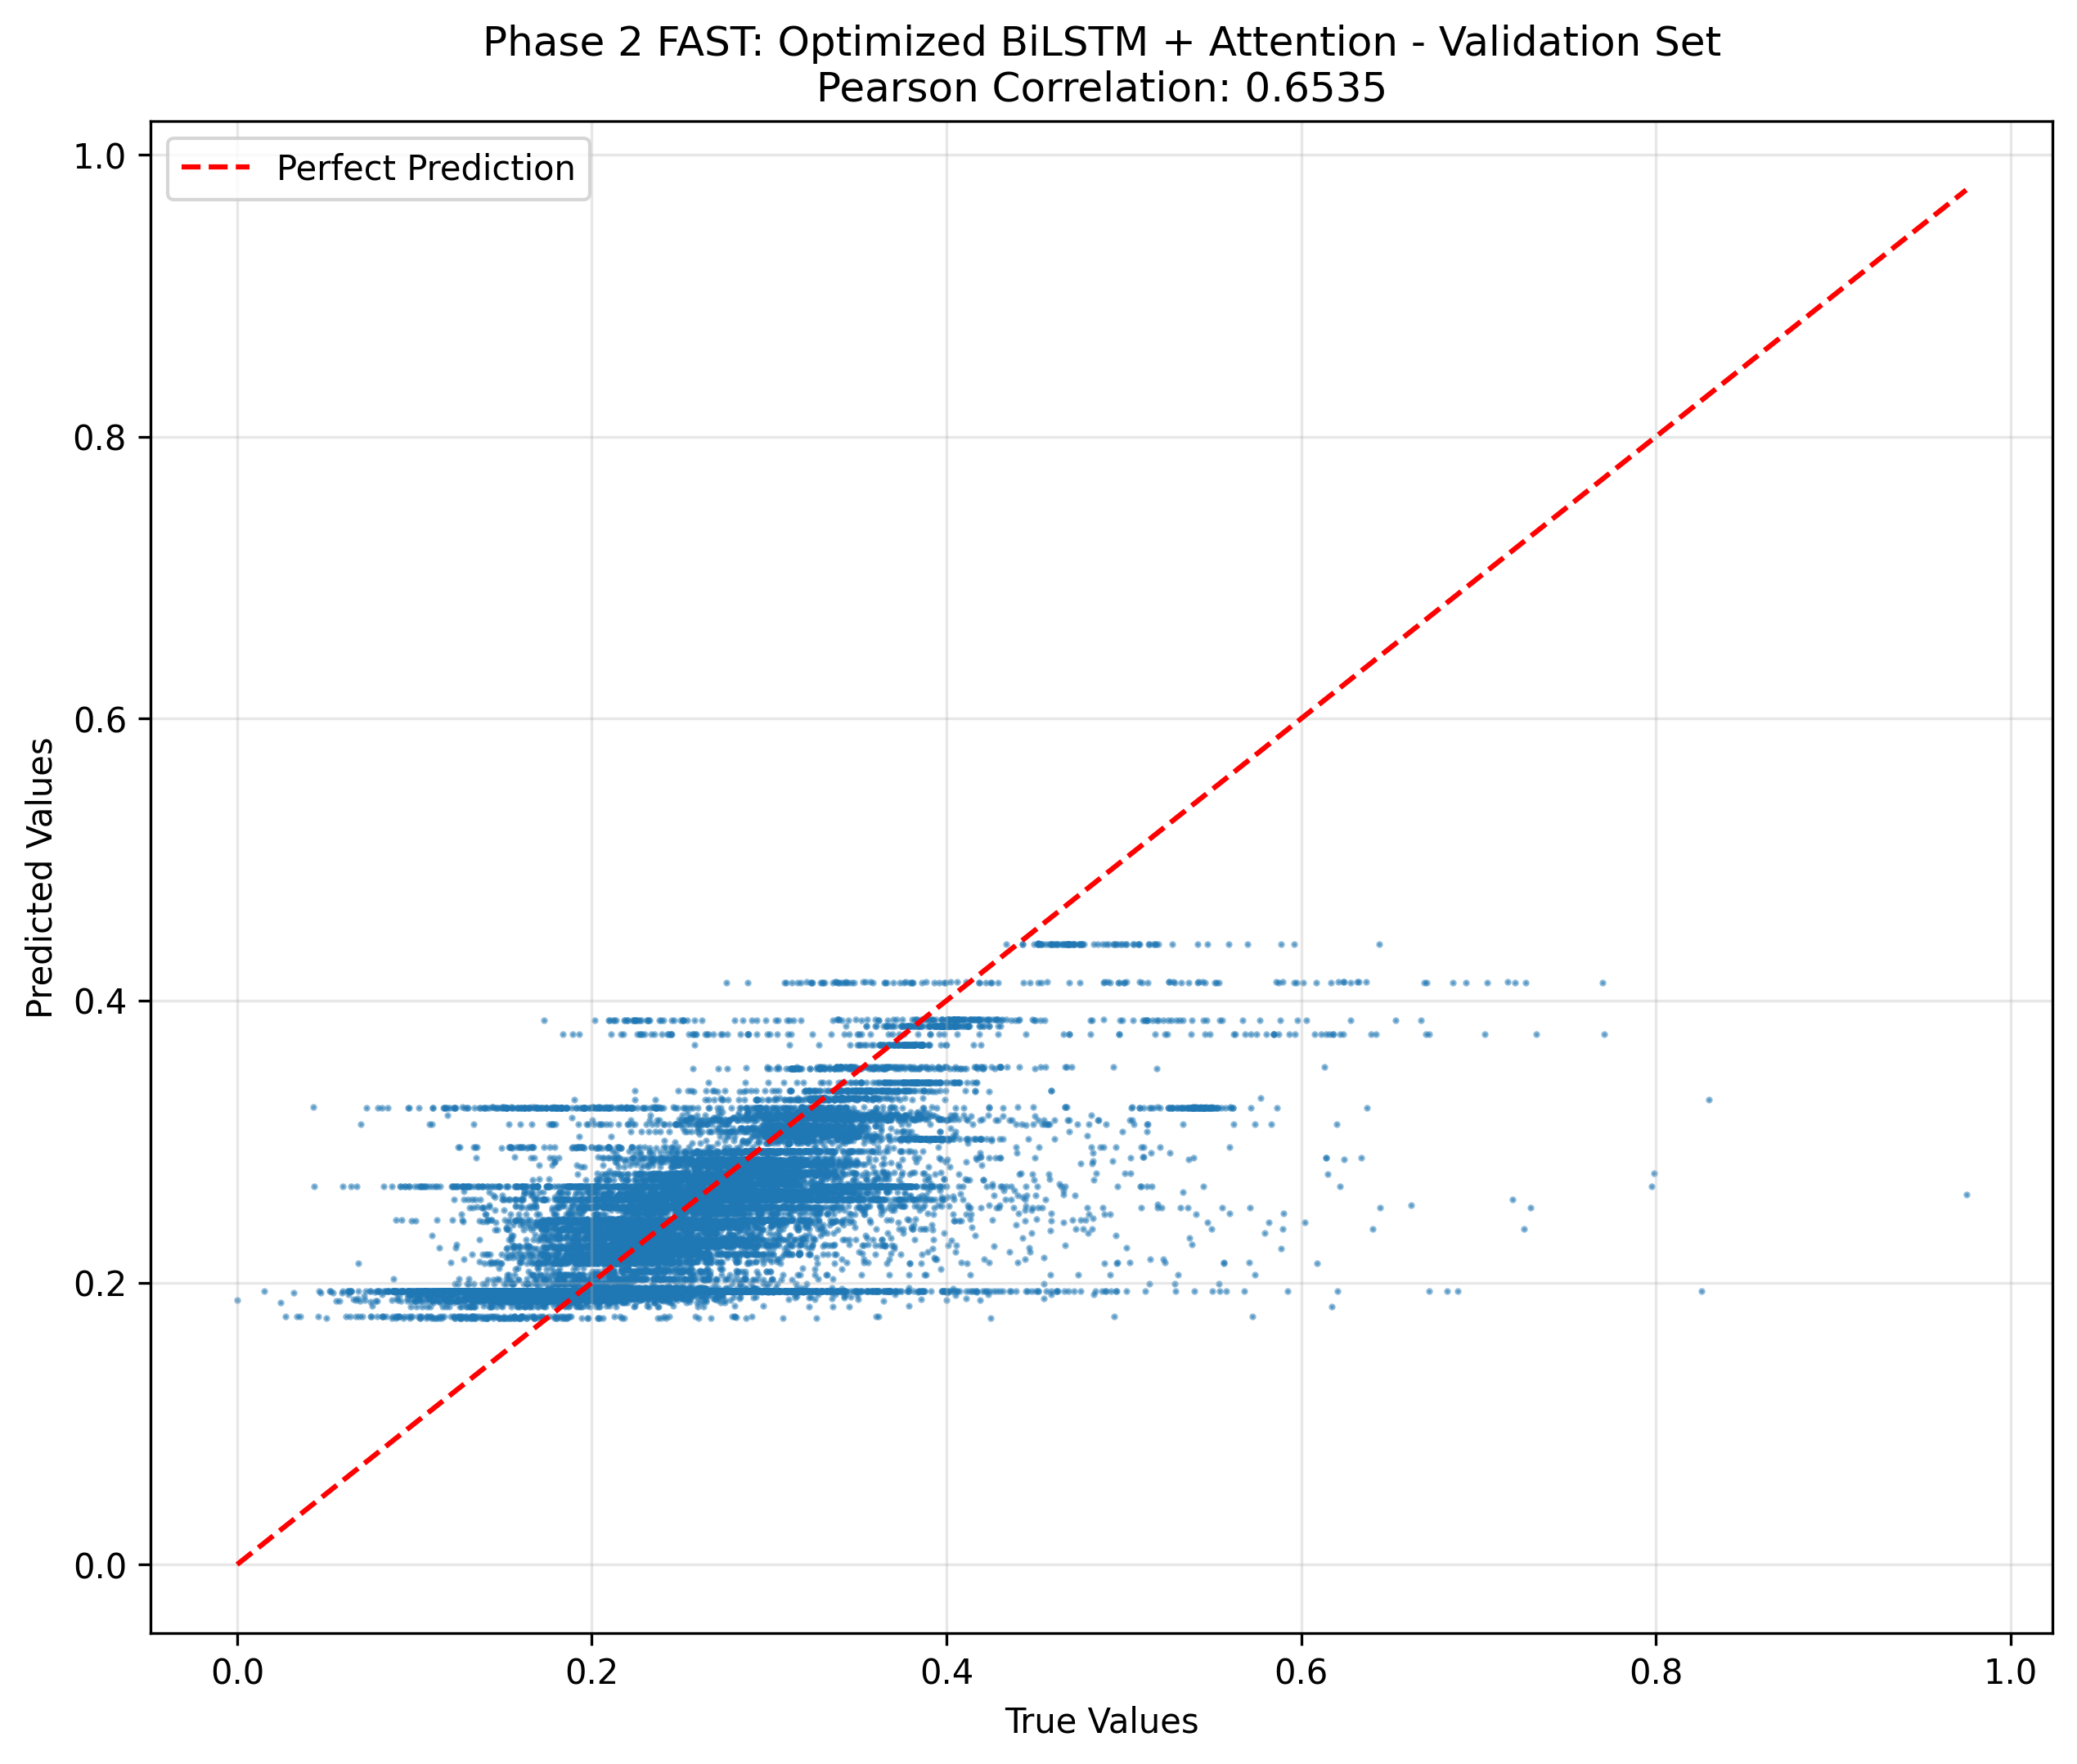 Phase 2 FAST: Optimized BiLSTM + Attention - Validation Set
Pearson Correlation: 0.6535
Perfect Prediction
1.0
0.8
0.6
0.4
0.2
0.0
Predicted Values
0.0 0.2 0.4 0.6 0.8 1.0
True Values